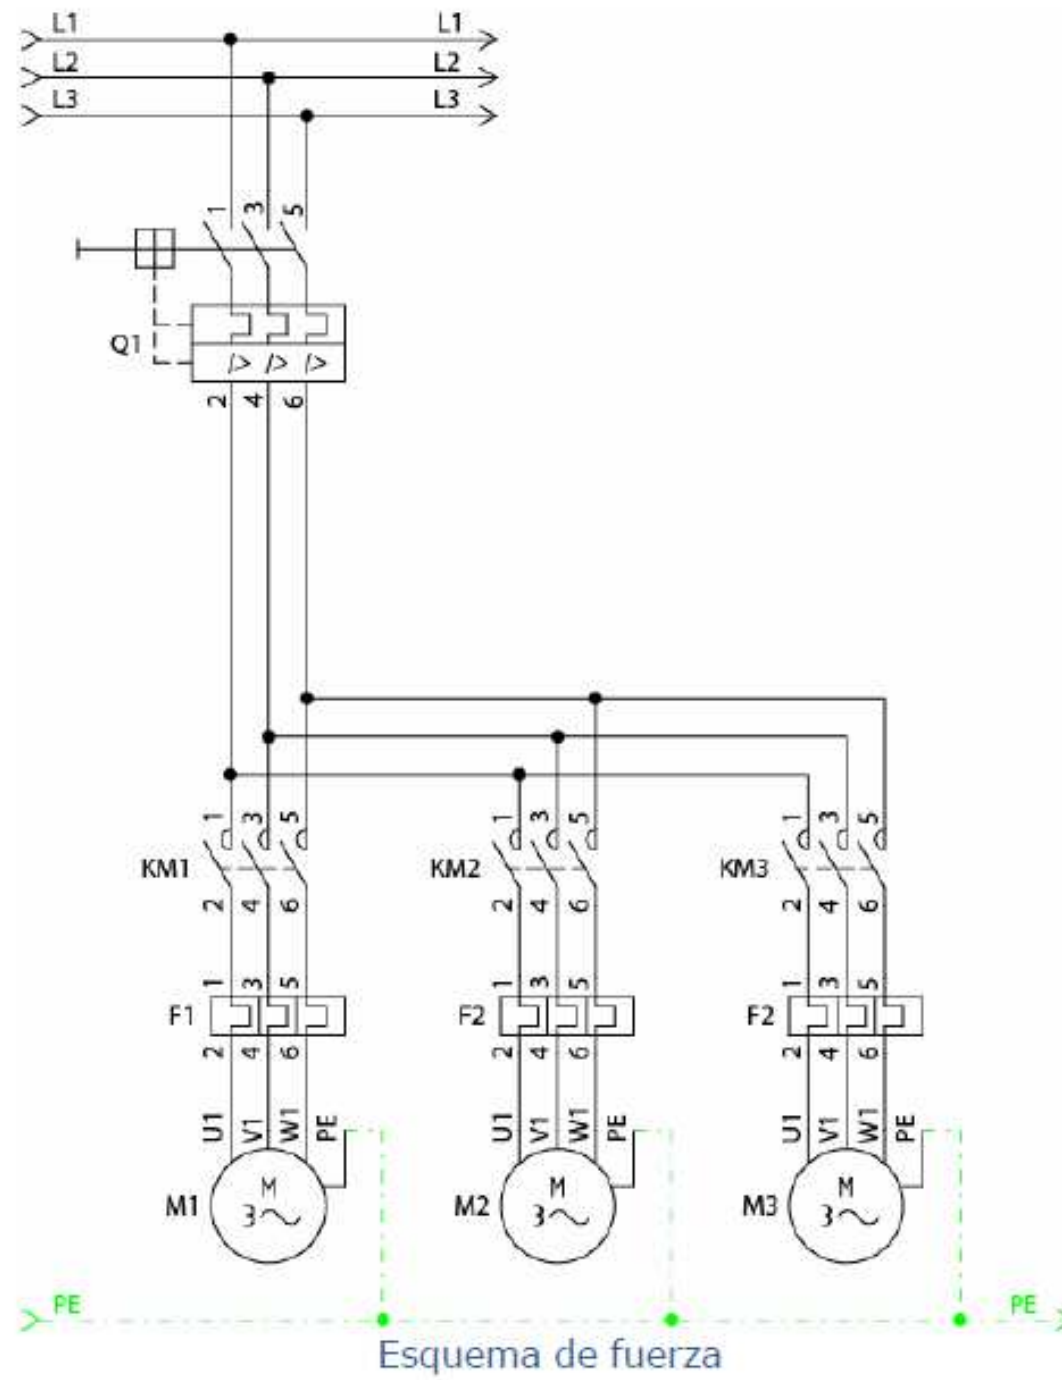 L1 L1
L2 L2
L3 L3
1 3 5
Q1
2 4 6
1 3 5 1 3 5 1 3 5
KM1 KM2 KM3
2 4 6 2 4 6 2 4 6
1 3 5 1 3 5 1 3 5
F1 F2 F2
2 4 6 2 4 6 2 4 6
U1 V1 W1 PE U1 V1 W1 PE U1 V1 W1 PE
M1 M 3~ M2 M 3~ M3 M 3~
PE PE
Esquema de fuerza